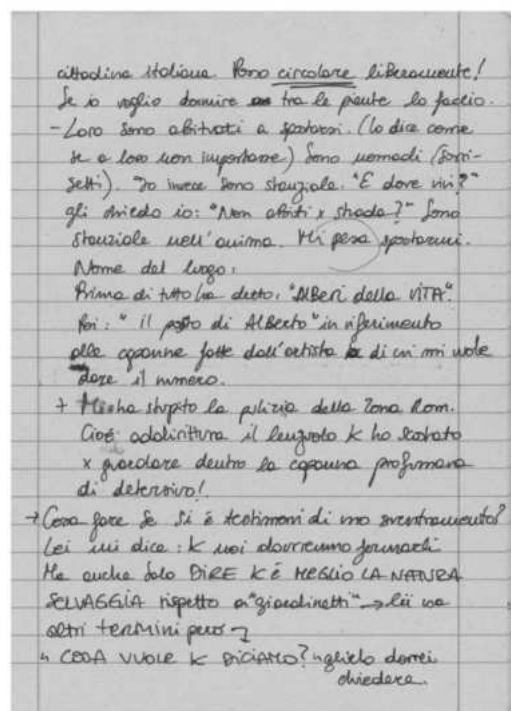 cittadina italiana. Posso circolare liberamente!
Se io voglio dormire tra le piante lo faccio.
- Loro sono abituati a spostarsi. (lo dice come
se a loro non importasse) Sono nomadi (sorri-
setti). Io invece sono stanziale. "E dove vivi?"
gli chiedo io: "Non abiti x strada?" Sono
stanziale nell'anima. Mi pesa spostarmi.
Nome del luogo:
Prima di tutto ha detto: "ALBERI della VITA".
Poi: "il posto di ALBERTO" in riferimento
alle capanne fatte dall'artista di cui mi vuole
dare il numero.
+ Mi ha stupito la pulizia della Zona Rom.
Cioè addirittura il lenzuolo K ho scostato
x guardare dentro la capanna profumava
di detersivo!
→ Cosa fare se si è testimoni di uno sventramento?
Lei mi dice: K noi dovremmo fermarli
Ma anche solo DIRE K È MEGLIO LA NATURA
SELVAGGIA rispetto ai "giardinetti" → lei usa
altri termini però
COSA VUOLE K DICIAMO? glielo dovrei
chiedere.